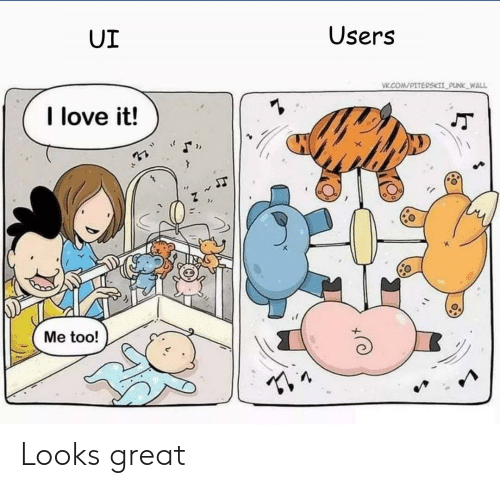 UI
Users
VK.COM/PITERSKII_PUNK_WALL
I love it!
Me too!
Looks great